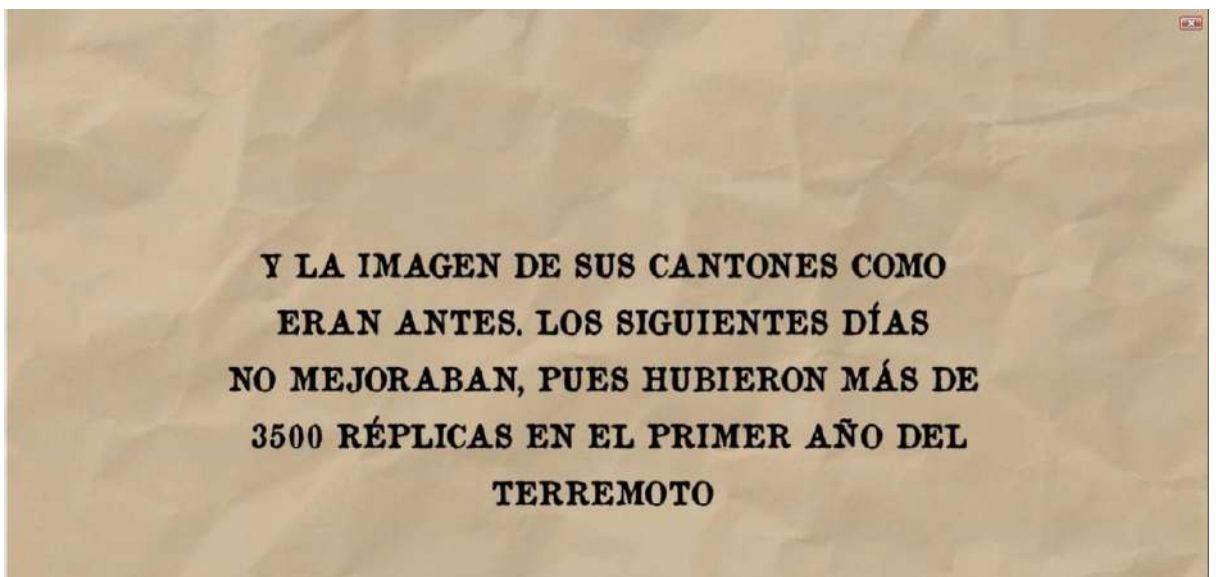 Y LA IMAGEN DE SUS CANTONES COMO
ERAN ANTES. LOS SIGUIENTES DÍAS
NO MEJORABAN, PUES HUBIERON MÁS DE
3500 RÉPLICAS EN EL PRIMER AÑO DEL
TERREMOTO